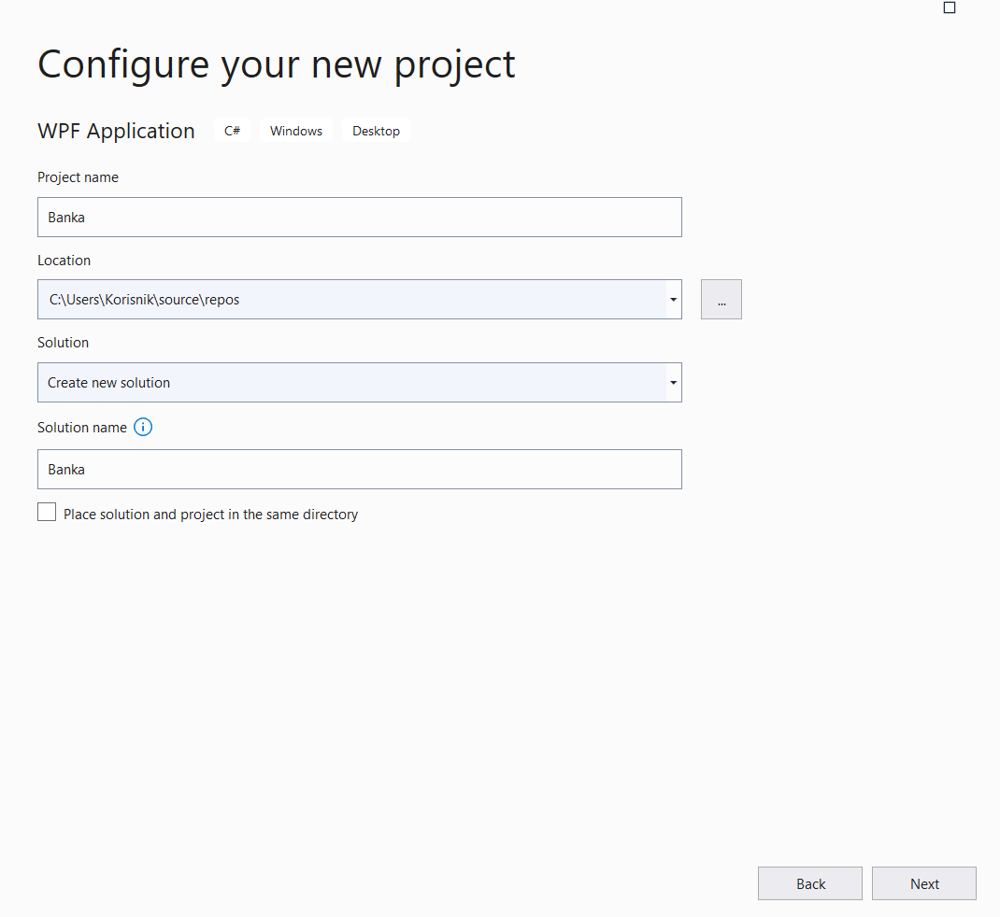 Configure your new project
WPF Application C# Windows Desktop
Project name
Banka
Location
C:\Users\Korisnik\source\repos
...
Solution
Create new solution
Solution name
Banka
Place solution and project in the same directory
Back Next